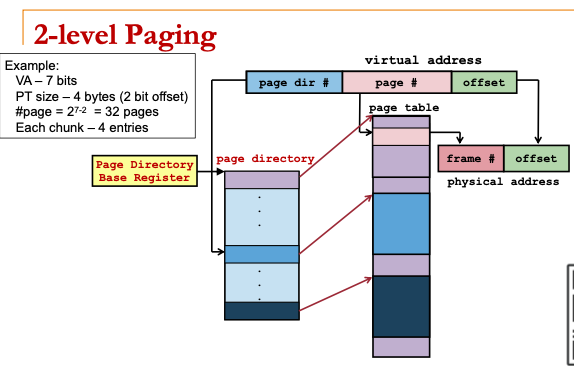 2-level Paging
Example:
VA – 7 bits
PT size – 4 bytes (2 bit offset)
#page = 2⁷⁻² = 32 pages
Each chunk – 4 entries
virtual address
page dir #
page #
offset
page table
Page Directory
Base Register
page directory
frame #
offset
physical address